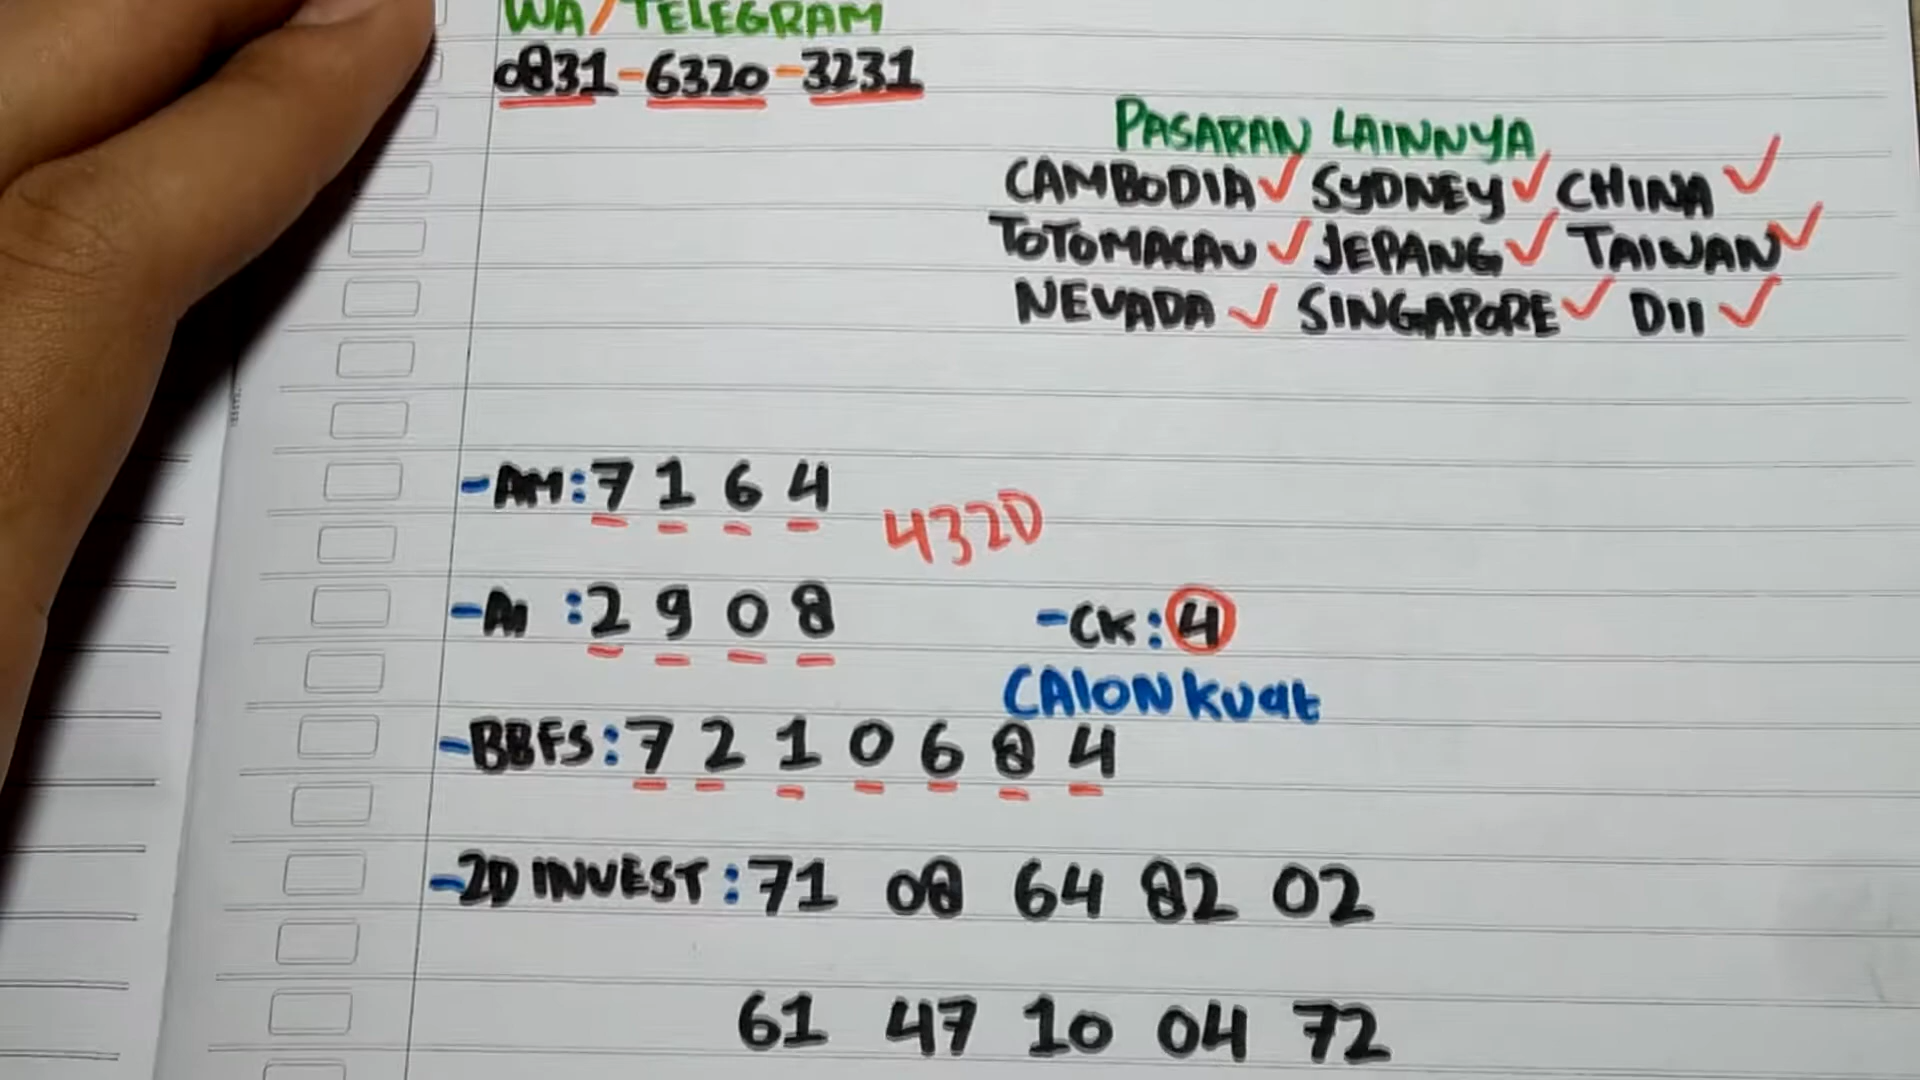 WA/TELEGRAM
0831-6320-3231
PASARAN LAINNYA
CAMBODIA✓ SYDNEY✓ CHINA✓
TOTOMACAU✓ JEPANG✓ TAIWAN✓
NEVADA✓ SINGAPORE✓ Dll✓
-AM:7 1 6 4
432D
-AI :2 9 0 8
-CK:4
CAlON kuat
-BBFS:7 2 1 0 6 8 4
-2D INVEST:71 08 64 82 02
61 47 10 04 72